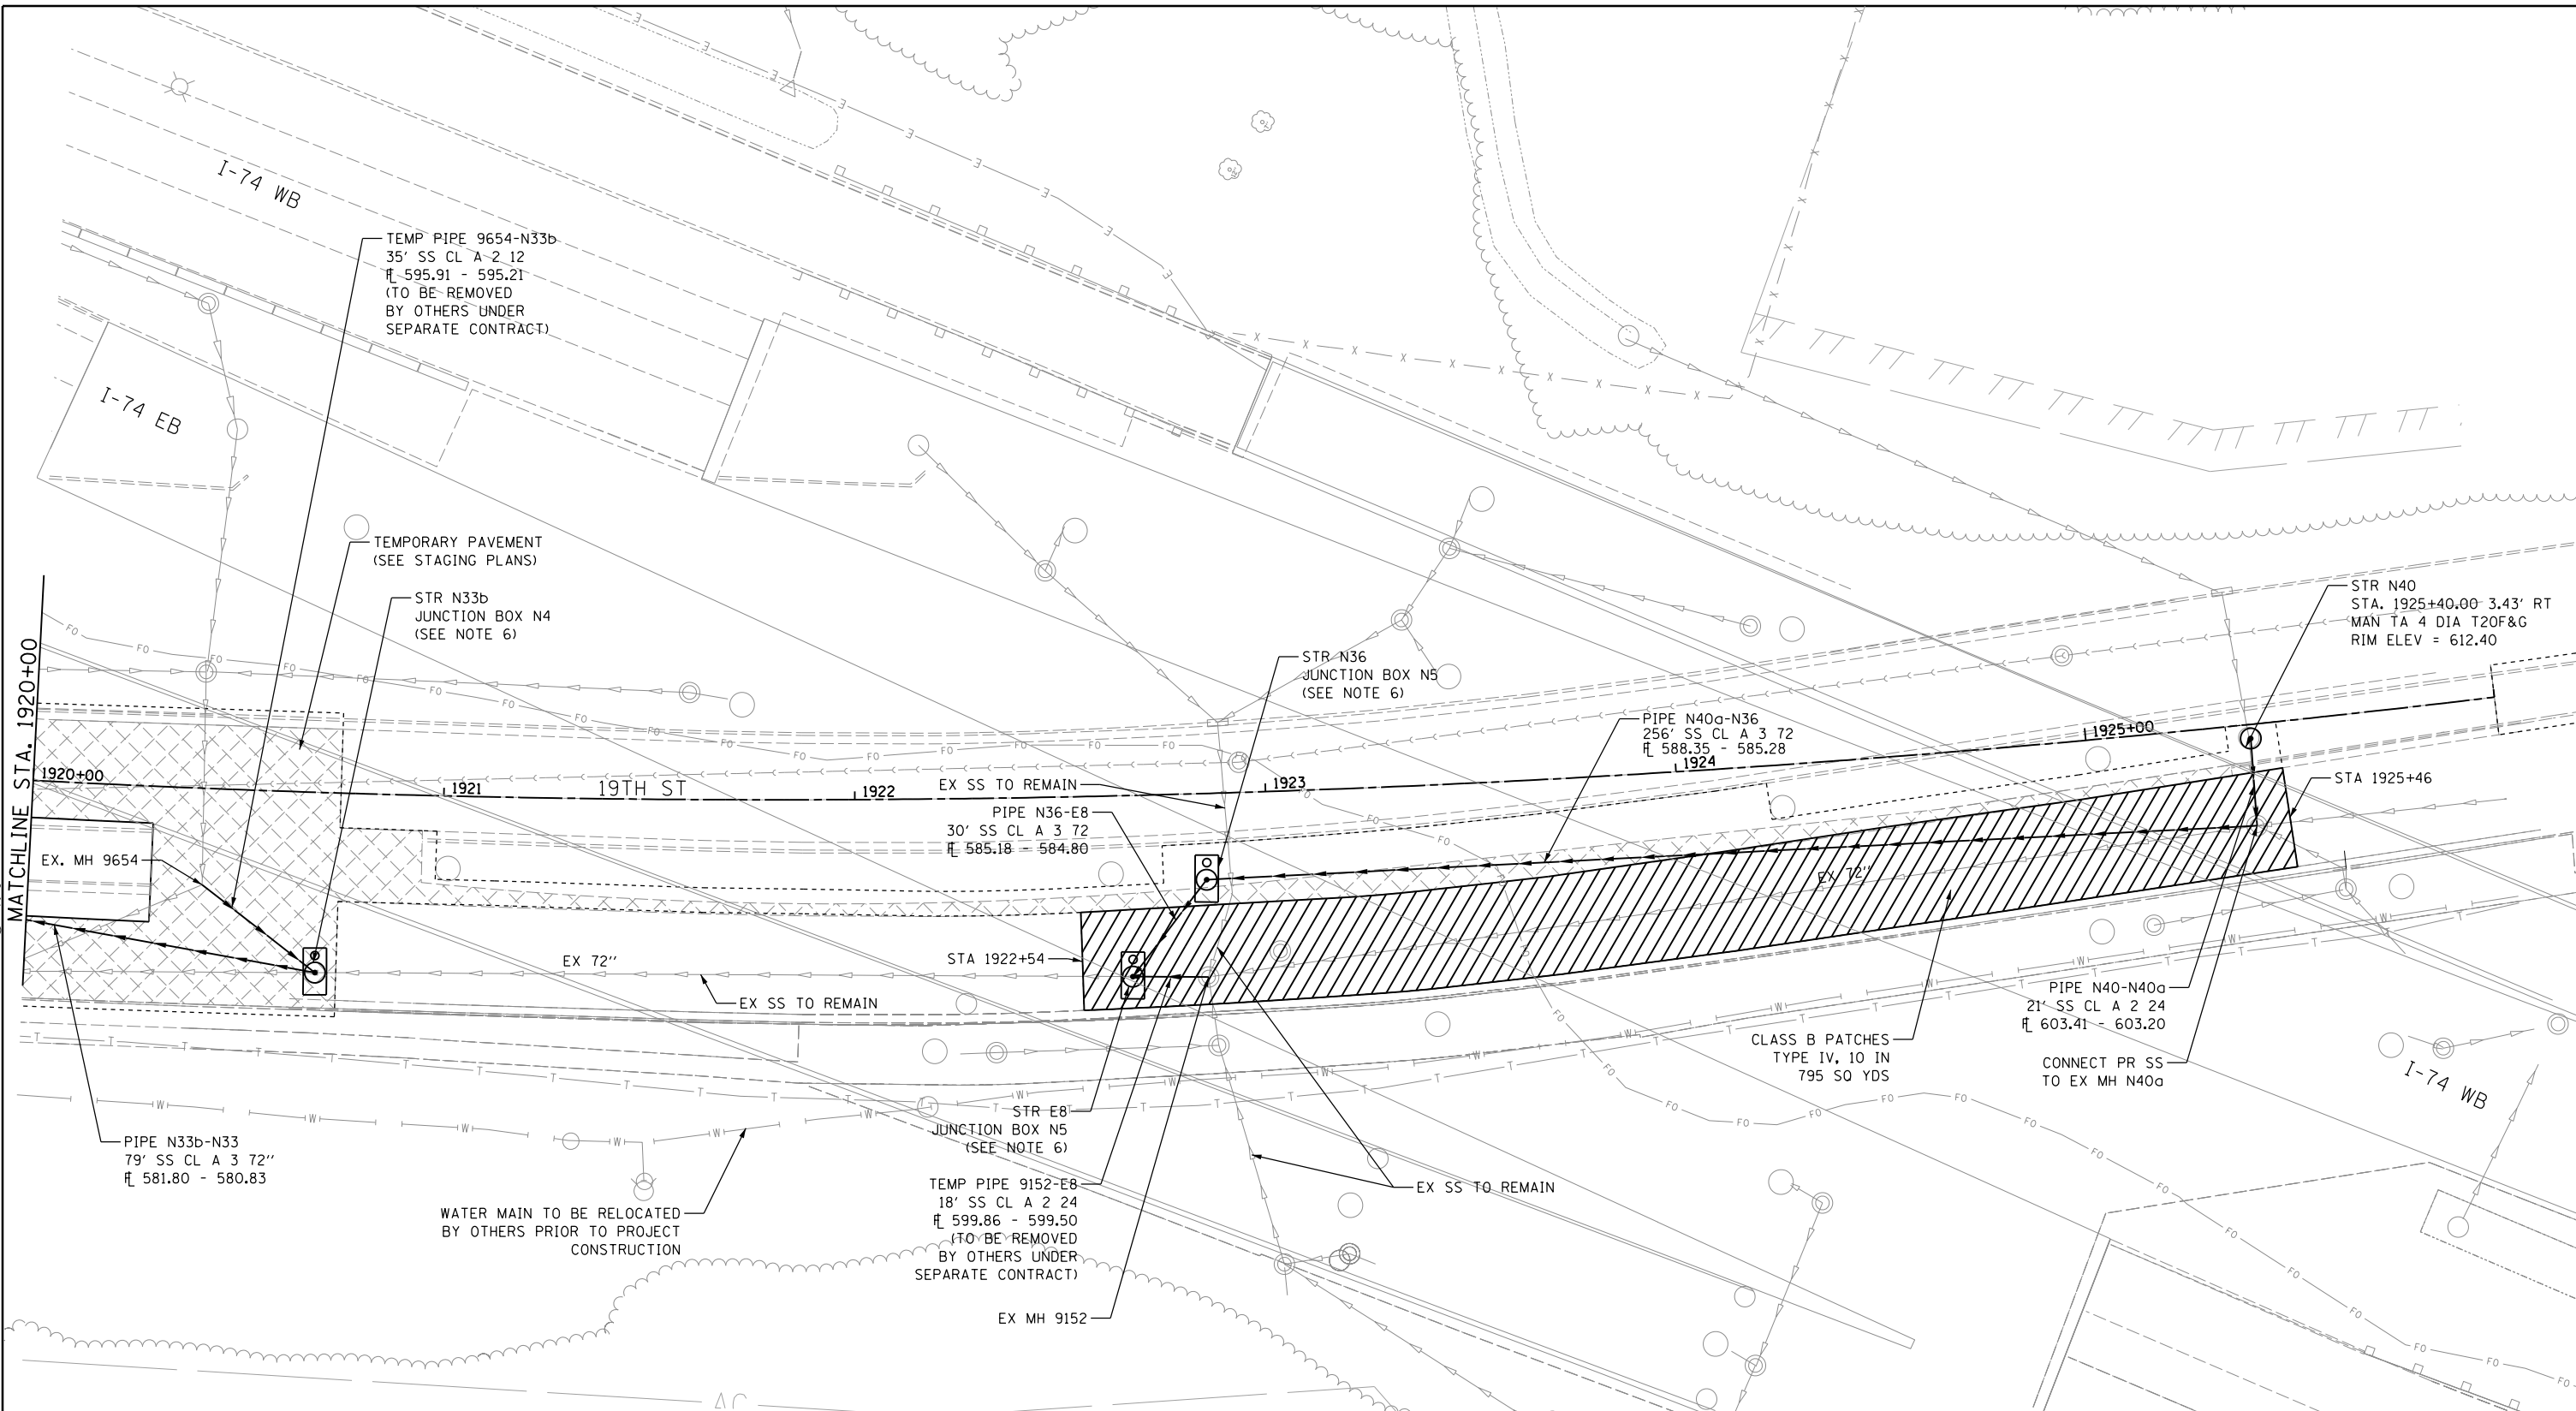 I-74 WB
TEMP PIPE 9654-N33b
35' SS CL A 2 12
FL 595.91 - 595.21
(TO BE REMOVED
BY OTHERS UNDER
SEPARATE CONTRACT)
I-74 EB
TEMPORARY PAVEMENT
(SEE STAGING PLANS)
STR N33b
JUNCTION BOX N4
(SEE NOTE 6)
STR N40
STA. 1925+40.00 3.43' RT
MAN TA 4 DIA T20F&G
RIM ELEV = 612.40
MATCHLINE STA. 1920+00
STR N36
JUNCTION BOX N5
(SEE NOTE 6)
PIPE N40a-N36
256' SS CL A 3 72
FL 588.35 - 585.28
1920+00
1921
19TH ST
1922
1923
1924
1925+00
EX SS TO REMAIN
STA 1925+46
PIPE N36-E8
30' SS CL A 3 72
FL 585.18 - 584.80
EX. MH 9654
EX 72"
EX 72''
STA 1922+54
EX SS TO REMAIN
PIPE N40-N40a
21' SS CL A 2 24
FL 603.41 - 603.20
CLASS B PATCHES
TYPE IV, 10 IN
795 SQ YDS
CONNECT PR SS
TO EX MH N40a
I-74 WB
PIPE N33b-N33
79' SS CL A 3 72''
FL 581.80 - 580.83
STR E8
JUNCTION BOX N5
(SEE NOTE 6)
WATER MAIN TO BE RELOCATED
BY OTHERS PRIOR TO PROJECT
CONSTRUCTION
TEMP PIPE 9152-E8
18' SS CL A 2 24
FL 599.86 - 599.50
(TO BE REMOVED
BY OTHERS UNDER
SEPARATE CONTRACT)
EX SS TO REMAIN
EX MH 9152